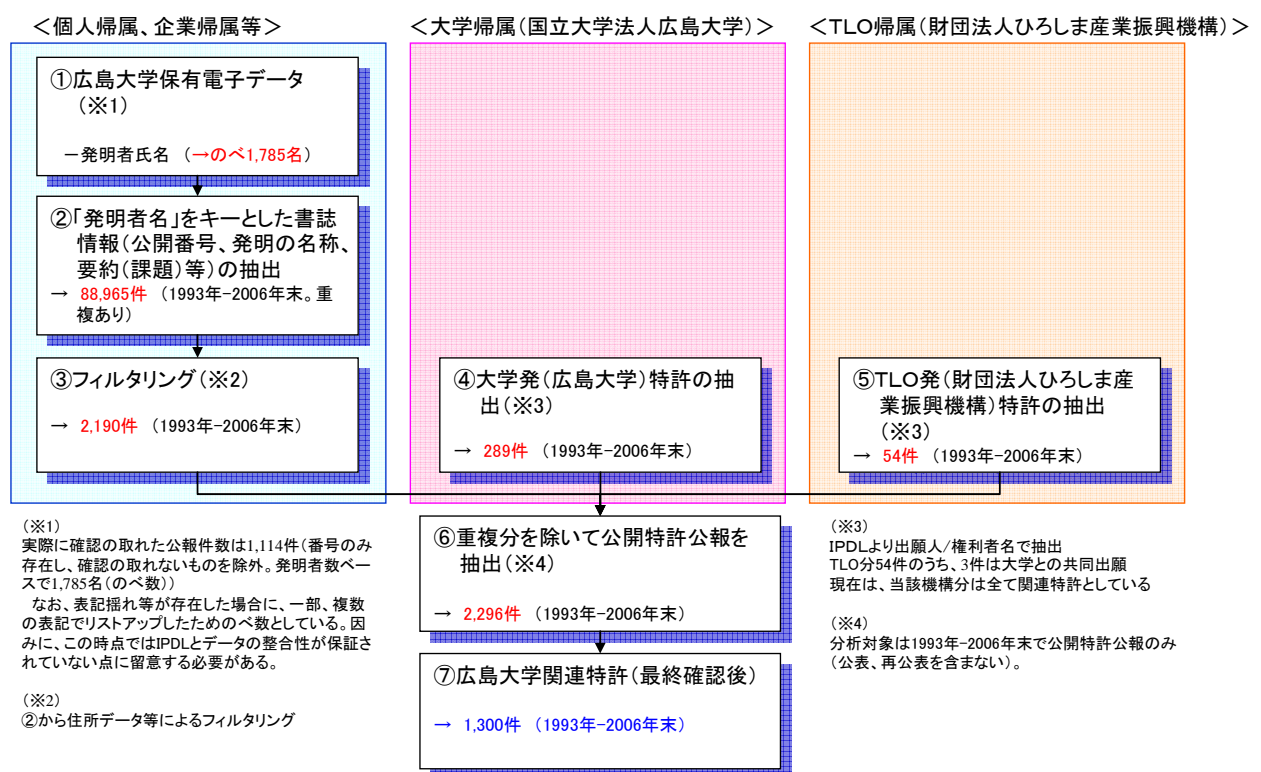 ＜個人帰属、企業帰属等＞
＜大学帰属（国立大学法人広島大学）＞
＜TLO帰属（財団法人ひろしま産業振興機構）＞
①広島大学保有電子データ
（※1）
－発明者氏名 （→のべ1,785名）
②「発明者名」をキーとした書誌
情報（公開番号、発明の名称、
要約（課題）等）の抽出
→ 88,965件 （1993年-2006年末。重
複あり）
③フィルタリング（※2）
→ 2,190件 （1993年-2006年末）
④大学発（広島大学）特許の抽
出（※3）
→ 289件 （1993年-2006年末）
⑤TLO発（財団法人ひろしま産
業振興機構）特許の抽出
（※3）
→ 54件 （1993年-2006年末）
⑥重複分を除いて公開特許公報を
抽出（※4）
→ 2,296件 （1993年-2006年末）
⑦広島大学関連特許（最終確認後）
→ 1,300件 （1993年-2006年末）
（※1）
実際に確認の取れた公報件数は1,114件（番号のみ
存在し、確認の取れないものを除外。発明者数ベー
スで1,785名（のべ数））
なお、表記揺れ等が存在した場合に、一部、複数
の表記でリストアップしたためのべ数としている。因
みに、この時点ではIPDLとデータの整合性が保証さ
れていない点に留意する必要がある。
（※2）
②から住所データ等によるフィルタリング
（※3）
IPDLより出願人/権利者名で抽出
TLO分54件のうち、3件は大学との共同出願
現在は、当該機構分は全て関連特許としている
（※4）
分析対象は1993年-2006年末で公開特許公報のみ
（公表、再公表を含まない）。